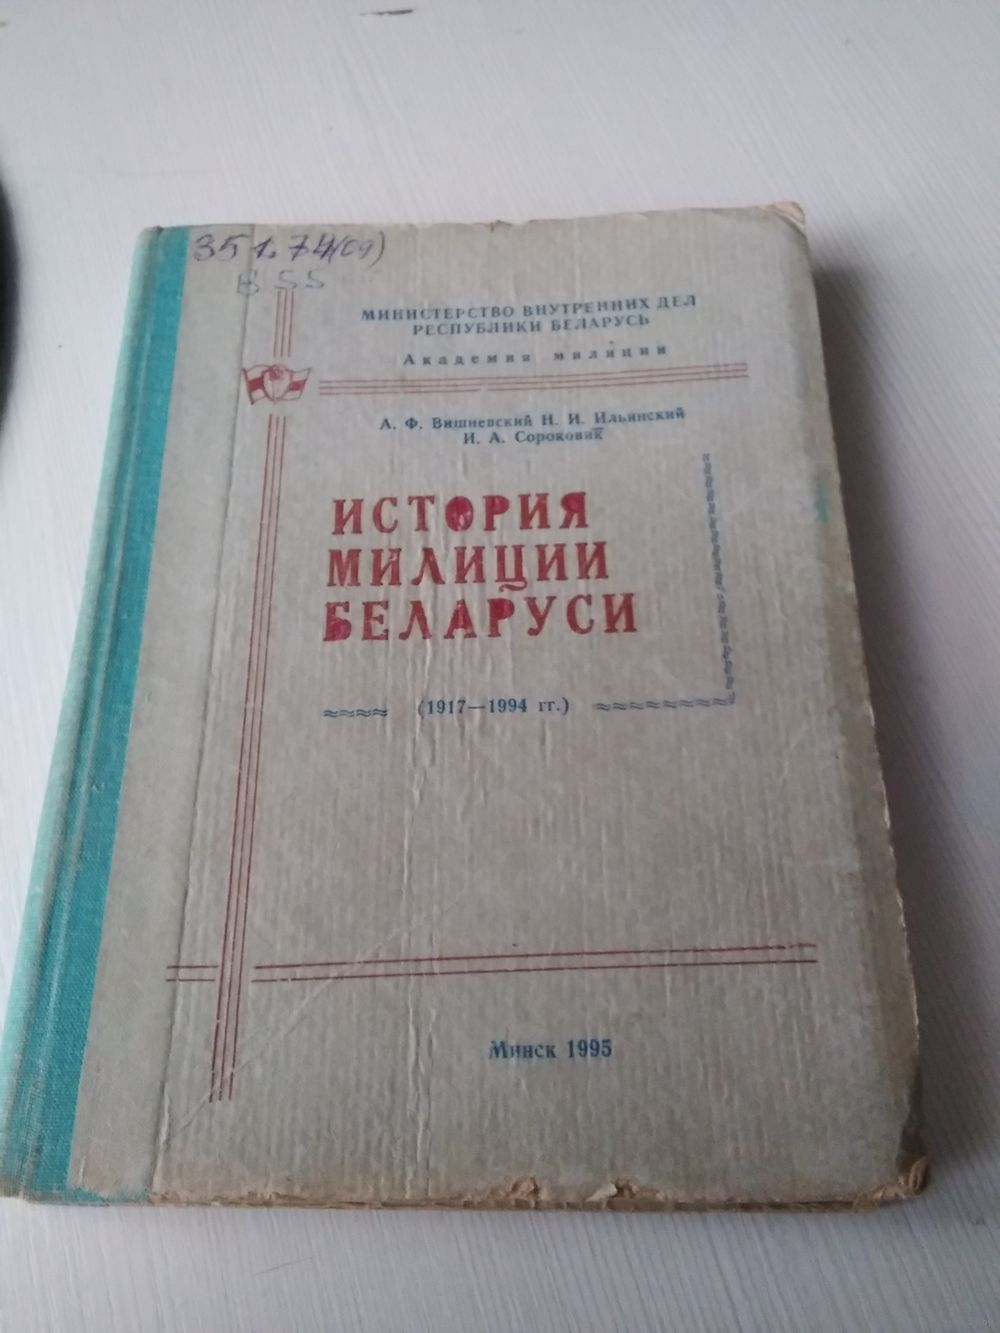 351.74(09)
В 55
МИНИСТЕРСТВО ВНУТРЕННИХ ДЕЛ
РЕСПУБЛИКИ БЕЛАРУСЬ
Академия милиции
А. Ф. Вишневский Н. И. Ильинский
И. А. Сороковик
ИСТОРИЯ
МИЛИЦИИ
БЕЛАРУСИ
(1917—1994 гг.)
Минск 1995